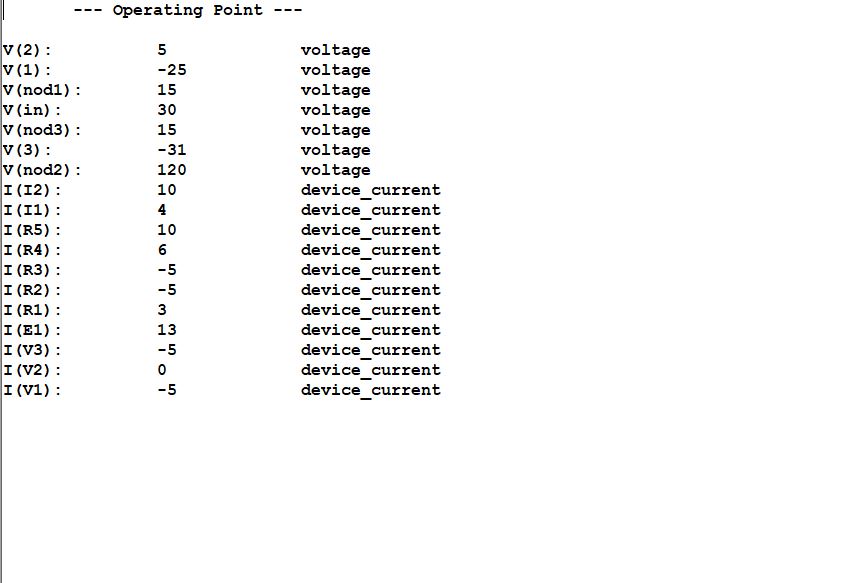 --- Operating Point ---
V(2): 5 voltage
V(1): -25 voltage
V(nod1): 15 voltage
V(in): 30 voltage
V(nod3): 15 voltage
V(3): -31 voltage
V(nod2): 120 voltage
I(I2): 10 device_current
I(I1): 4 device_current
I(R5): 10 device_current
I(R4): 6 device_current
I(R3): -5 device_current
I(R2): -5 device_current
I(R1): 3 device_current
I(E1): 13 device_current
I(V3): -5 device_current
I(V2): 0 device_current
I(V1): -5 device_current